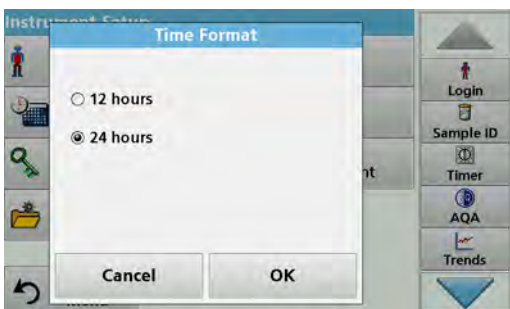 Time Format
12 hours
24 hours
Cancel
OK
Login
Sample ID
Timer
AQA
Trends